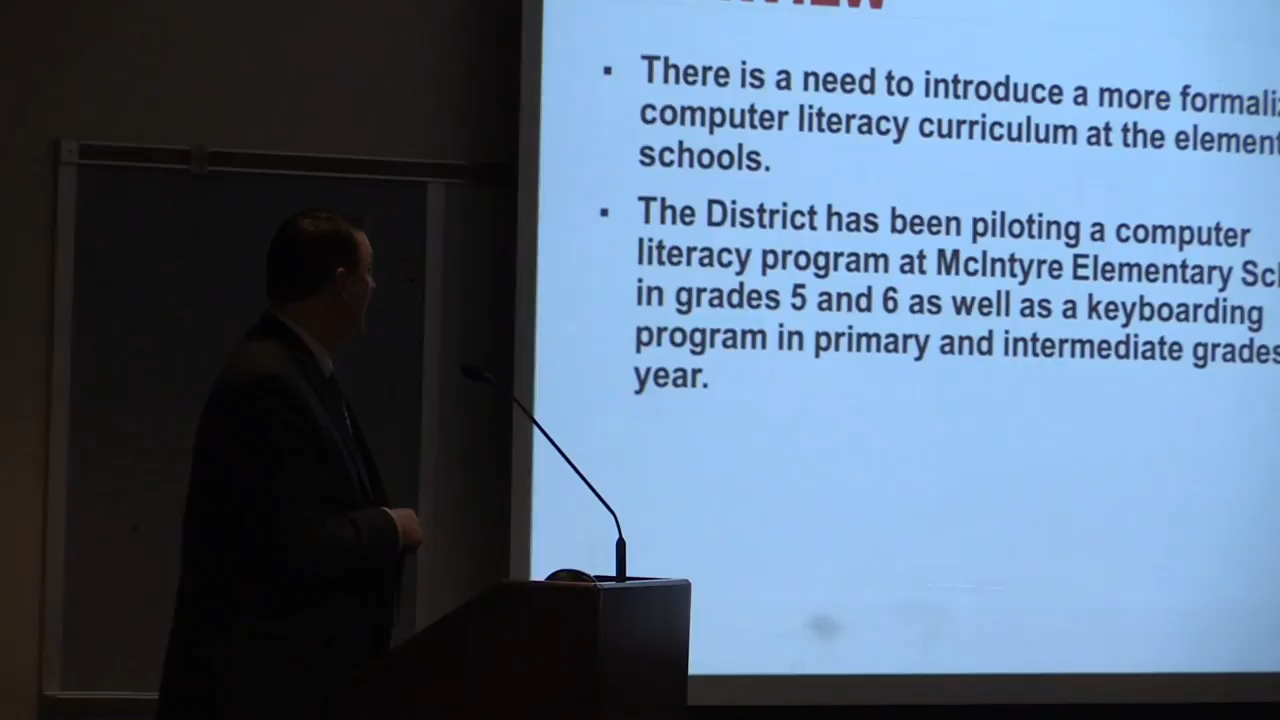 ▪ There is a need to introduce a more formaliz
computer literacy curriculum at the element
schools.
▪ The District has been piloting a computer
literacy program at McIntyre Elementary Sch
in grades 5 and 6 as well as a keyboarding
program in primary and intermediate grades
year.